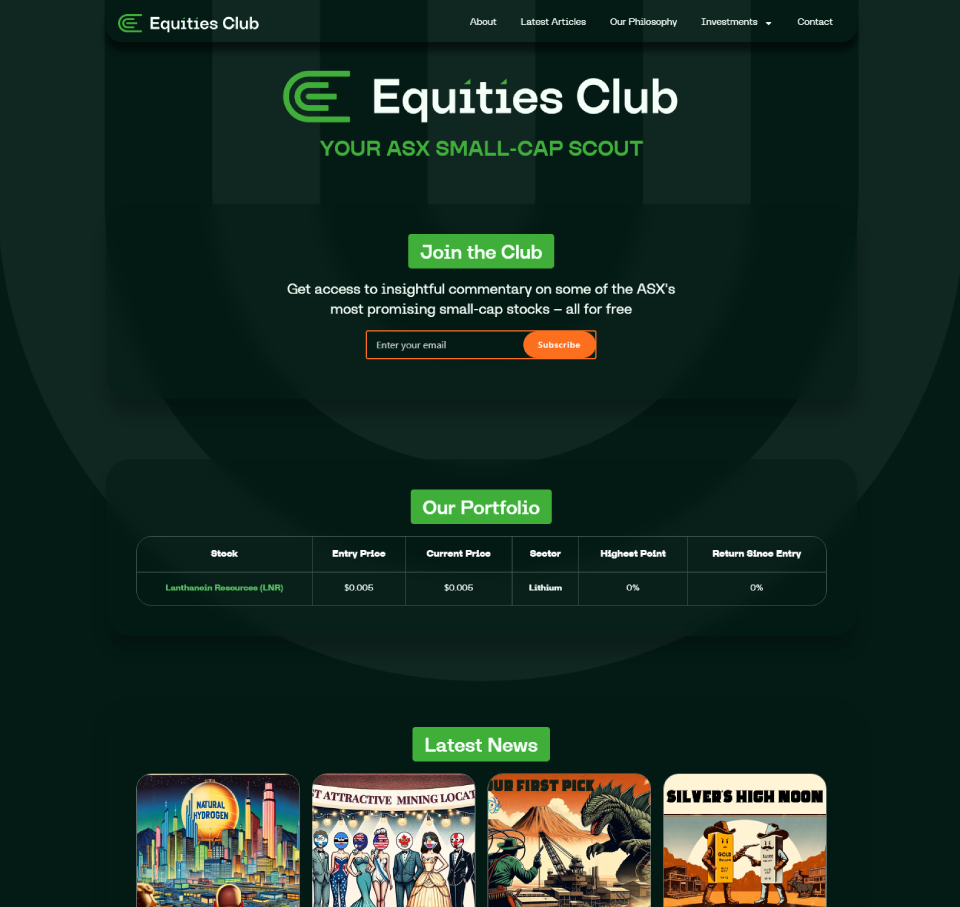 Equities Club
About
Latest Articles
Our Philosophy
Investments
Contact
Equities Club
YOUR ASX SMALL-CAP SCOUT
Join the Club
Get access to insightful commentary on some of the ASX's
most promising small-cap stocks – all for free
Enter your email
Subscribe
Our Portfolio
Stock Entry Price Current Price Sector Highest Point Return Since Entry
Lanthanein Resources (LNR) $0.005 $0.005 Lithium 0% 0%
Latest News
NATURAL
HYDROGEN
ST ATTRACTIVE MINING LOCAT
OUR FIRST PICK
SILVER'S HIGH NOON
GOLD